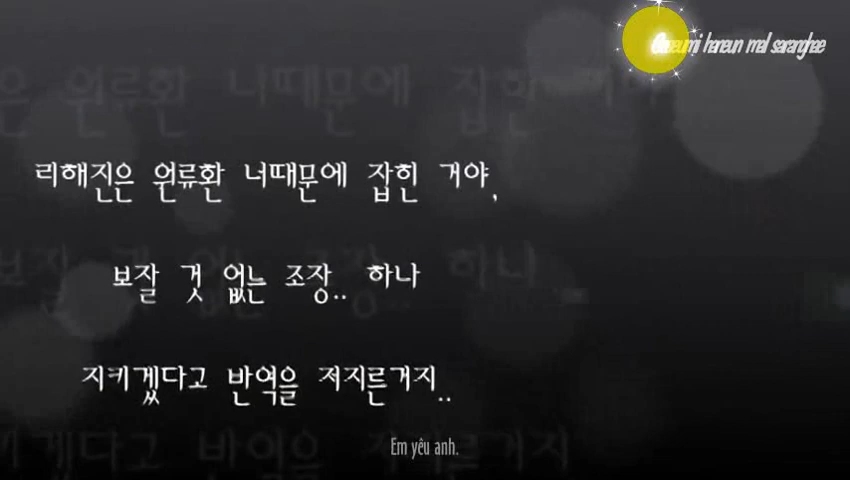 haneun mal saranghae
리해진은 원류환 너때문에 잡힌 거야,
보잘 것 없는 조장.. 하나
지키겠다고 반역을 저지른거지..
Em yêu anh.